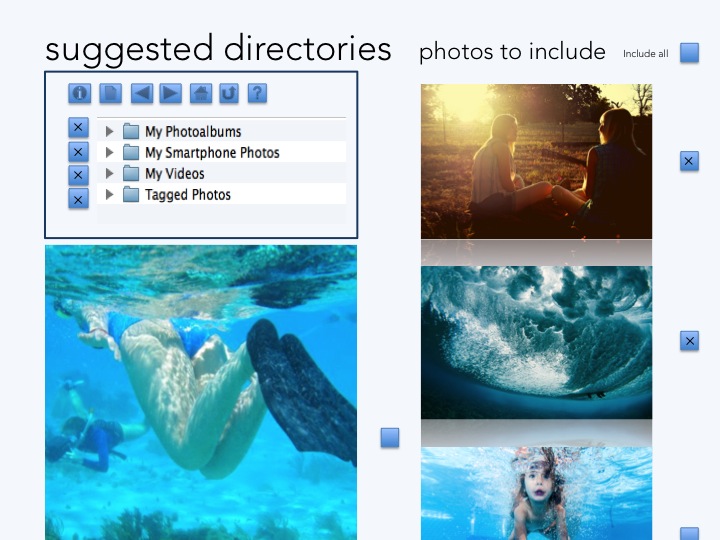 suggested directories
photos to include
Include all
My Photoalbums
My Smartphone Photos
My Videos
Tagged Photos